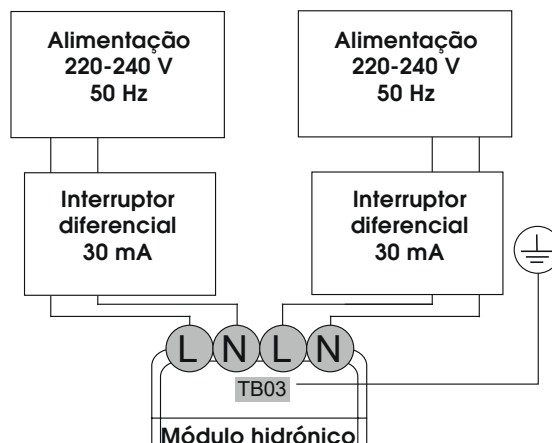 Alimentação
220-240 V
50 Hz
Alimentação
220-240 V
50 Hz
Interruptor
diferencial
30 mA
Interruptor
diferencial
30 mA
L N L N
TB03
Módulo hidrónico